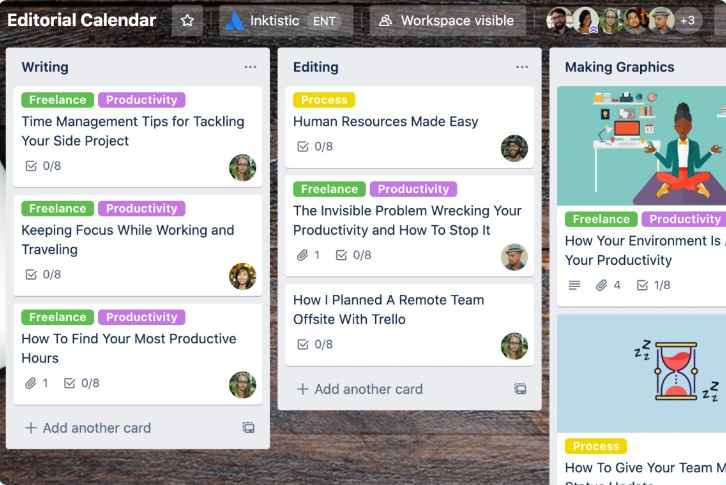 Editorial Calendar
Inktistic ENT
Workspace visible
+3
Writing
Freelance Productivity
Time Management Tips for Tackling
Your Side Project
0/8
Freelance Productivity
Keeping Focus While Working and
Traveling
0/8
Freelance Productivity
How To Find Your Most Productive
Hours
1 0/8
+ Add another card
Editing
Process
Human Resources Made Easy
0/8
Freelance Productivity
The Invisible Problem Wrecking Your
Productivity and How To Stop It
1 0/8
How I Planned A Remote Team
Offsite With Trello
0/8
+ Add another card
Making Graphics
Freelance Productivity
How Your Environment Is
Your Productivity
4 1/8
zzz
zzz
Process
How To Give Your Team
Status Update